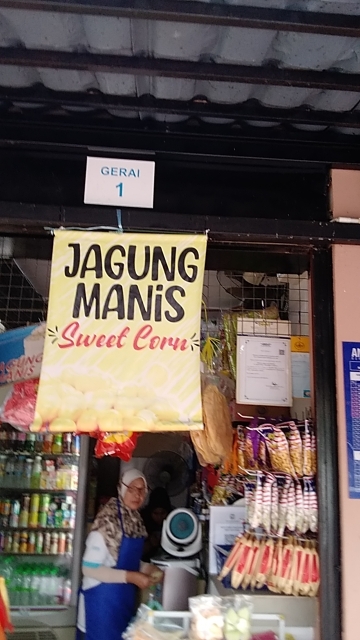 GERAI
1
JAGUNG
MANiS
Sweet Corn